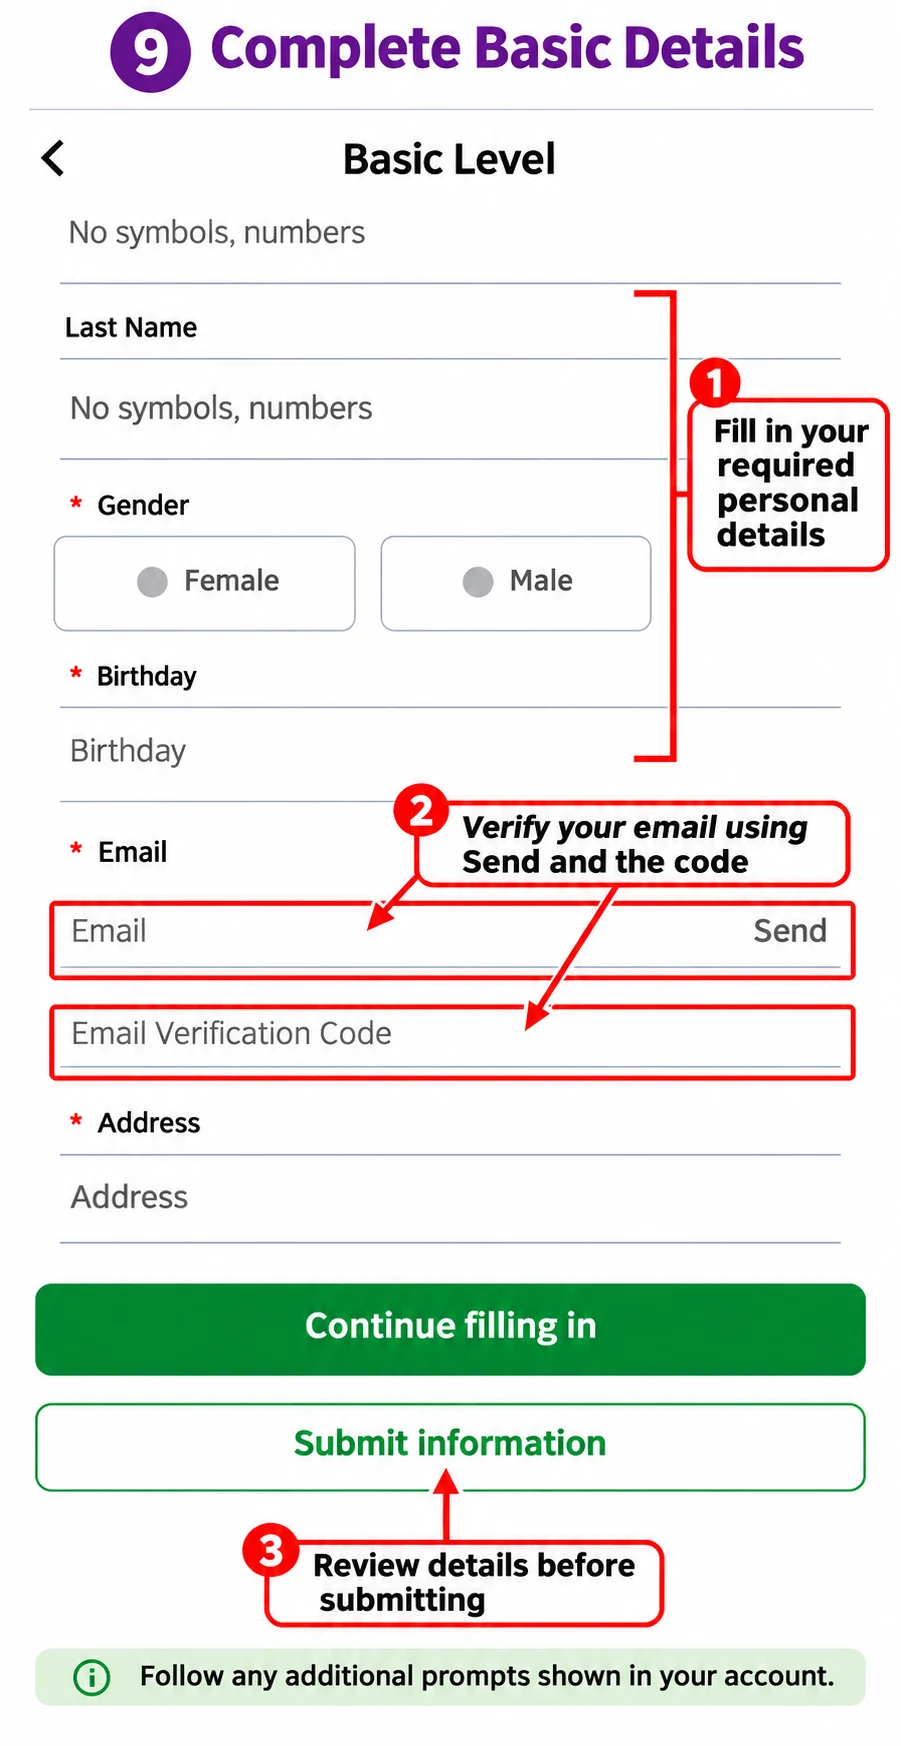 9 Complete Basic Details
Basic Level
No symbols, numbers
Last Name
No symbols, numbers
1
Fill in your
required
personal
details
* Gender
Female
Male
* Birthday
Birthday
2
Verify your email using
Send and the code
* Email
Email
Send
Email Verification Code
* Address
Address
Continue filling in
Submit information
3
Review details before
submitting
Follow any additional prompts shown in your account.